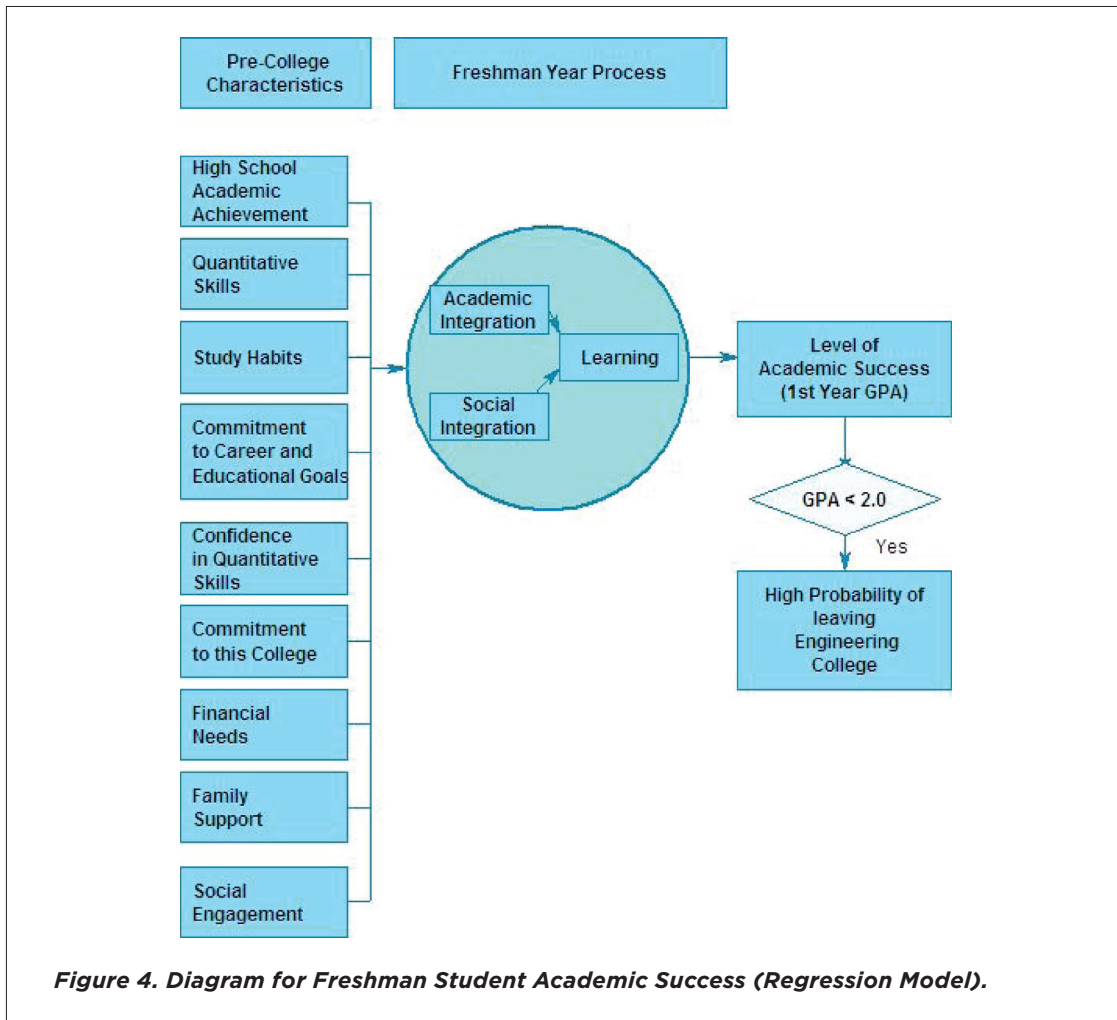 Pre-College
Characteristics
Freshman Year Process
High School
Academic
Achievement
Quantitative
Skills
Study Habits
Commitment
to Career and
Educational Goals
Confidence
in Quantitative
Skills
Commitment
to this College
Financial
Needs
Family
Support
Social
Engagement
Academic
Integration
Learning
Social
Integration
Level of
Academic Success
(1st Year GPA)
GPA < 2.0
Yes
High Probability of
leaving
Engineering
College
Figure 4. Diagram for Freshman Student Academic Success (Regression Model).